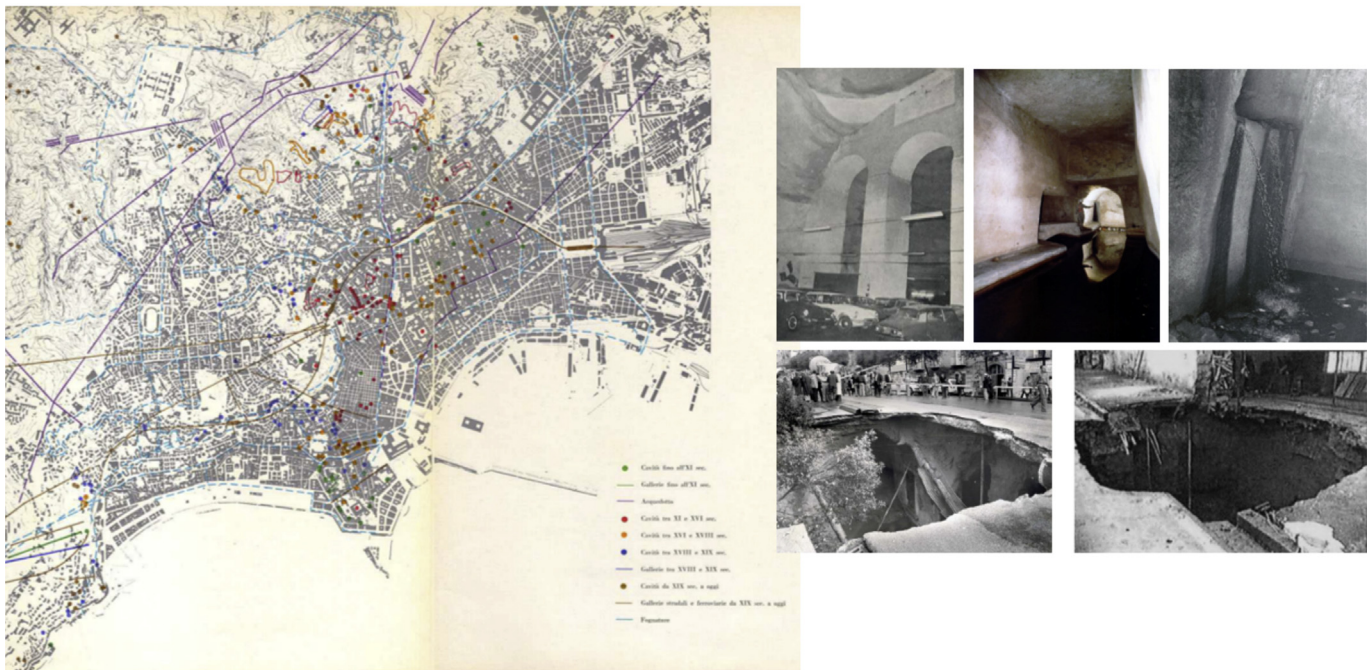 Cavità fino all'XI sec.
Gallerie fino all'XI sec.
Acquedotto
Cavità tra XI e XVI sec.
Cavità tra XVI e XVIII sec.
Cavità tra XVIII e XIX sec.
Gallerie tra XVIII e XIX sec.
Cavità da XIX sec. a oggi
Gallerie stradali e ferroviarie da XIX sec. a oggi
Fognature